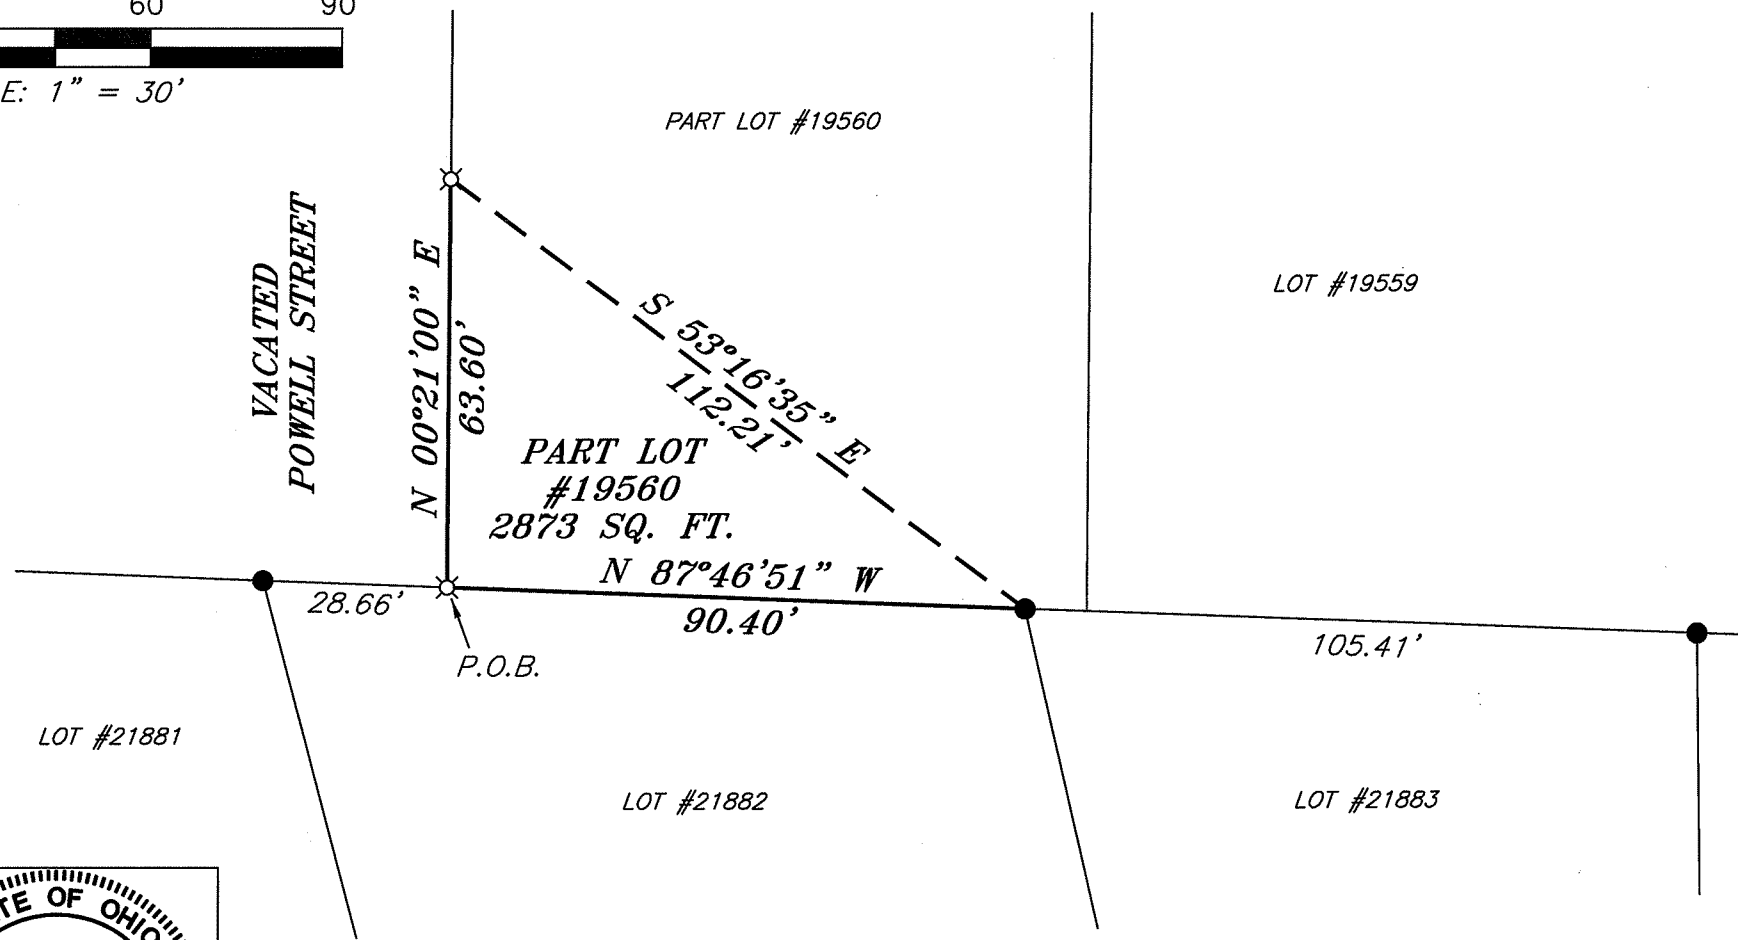 60 90
E: 1" = 30'
PART LOT #19560
LOT #19559
VACATED
POWELL STREET
N 00°21'00" E
63.60'
S 53°16'35" E
112.21'
PART LOT
#19560
2873 SQ. FT.
N 87°46'51" W
90.40'
28.66'
105.41'
P.O.B.
LOT #21881
LOT #21882
LOT #21883
TE OF OHIO